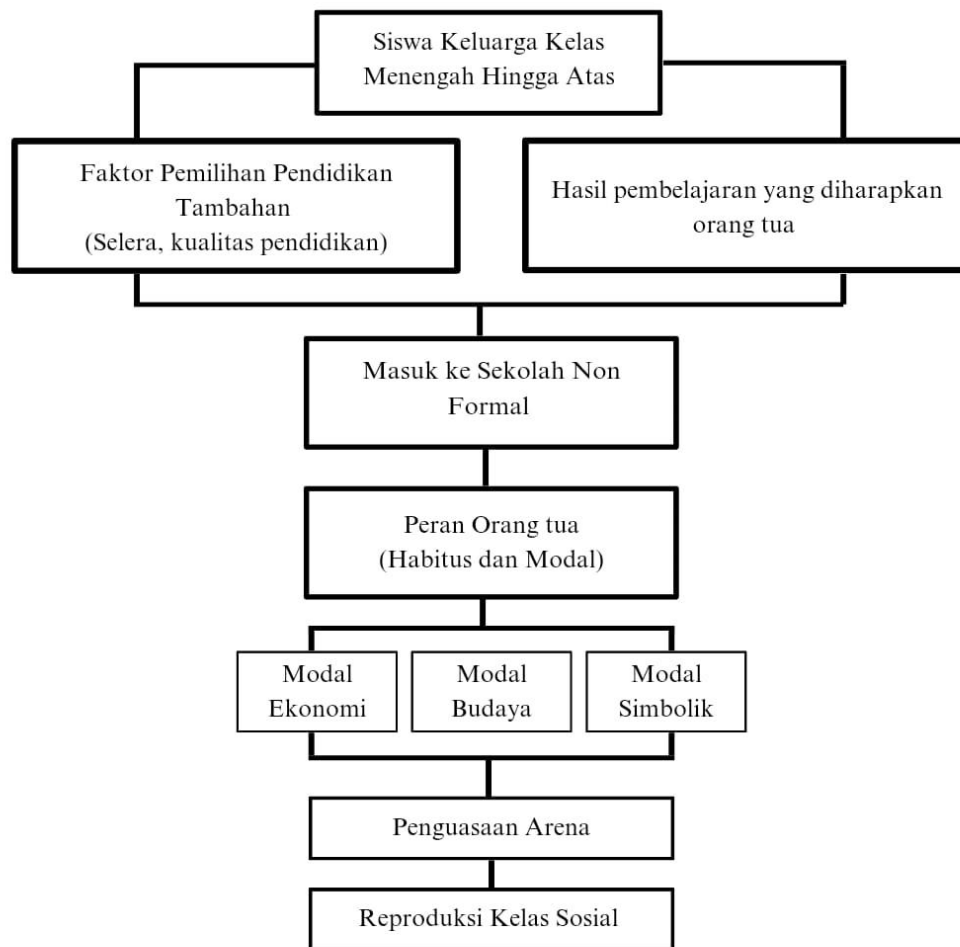 Siswa Keluarga Kelas
Menengah Hingga Atas
Faktor Pemilihan Pendidikan
Tambahan
(Selera, kualitas pendidikan)
Hasil pembelajaran yang diharapkan
orang tua
Masuk ke Sekolah Non
Formal
Peran Orang tua
(Habitus dan Modal)
Modal
Ekonomi
Modal
Budaya
Modal
Simbolik
Penguasaan Arena
Reproduksi Kelas Sosial